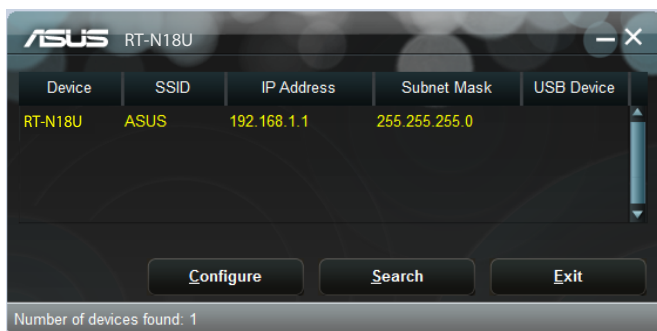 ASUS RT-N18U
Device SSID IP Address Subnet Mask USB Device
RT-N18U ASUS 192.168.1.1 255.255.255.0
Configure Search Exit
Number of devices found: 1